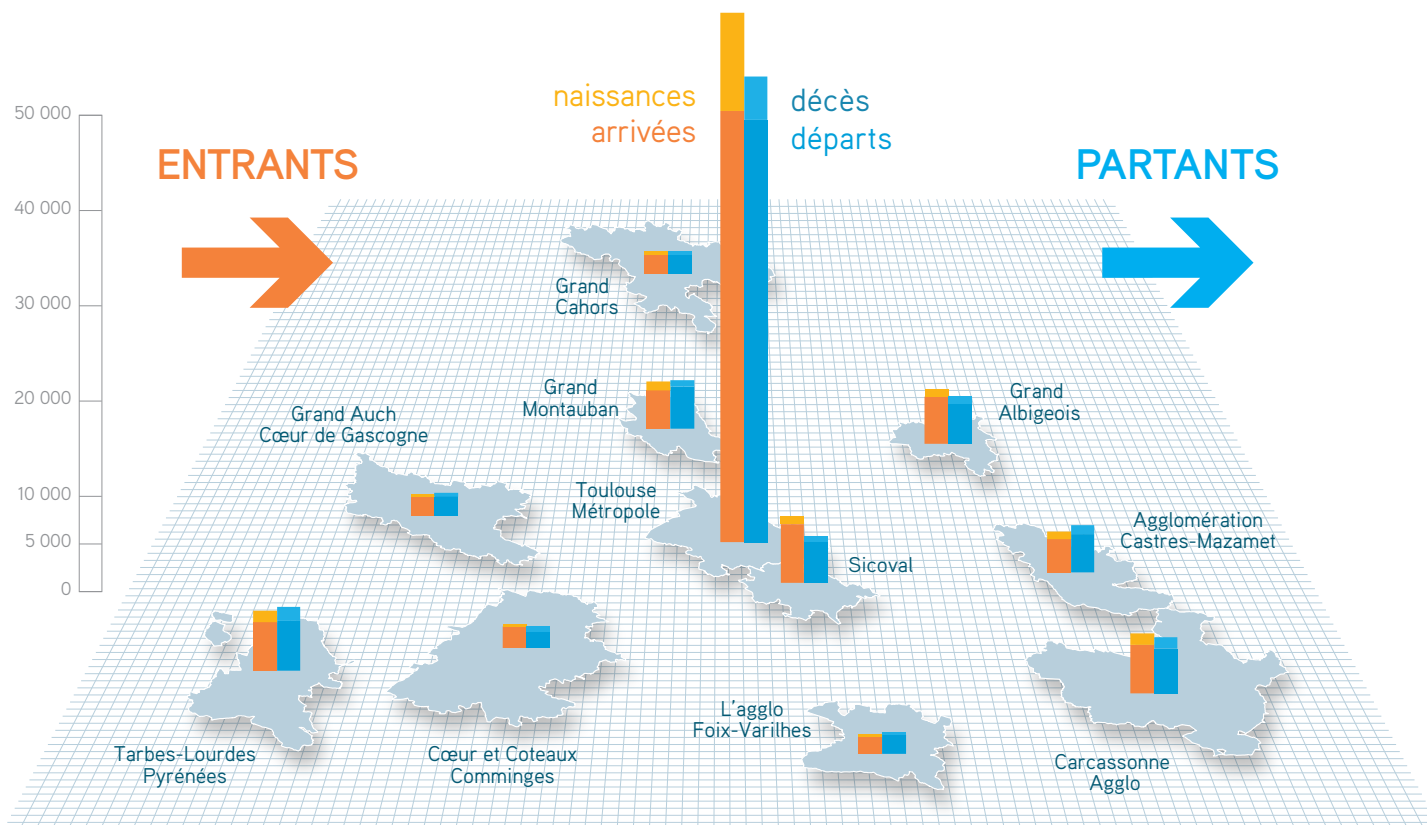 naissances
arrivées
décès
départs
ENTRANTS
PARTANTS
50 000
40 000
30 000
20 000
10 000
5 000
0
Grand
Cahors
Grand
Montauban
Grand
Albigeois
Grand Auch
Cœur de Gascogne
Toulouse
Métropole
Agglomération
Castres-Mazamet
Sicoval
L'agglo
Foix-Varilhes
Tarbes-Lourdes
Pyrénées
Cœur et Coteaux
Comminges
Carcassonne
Agglo